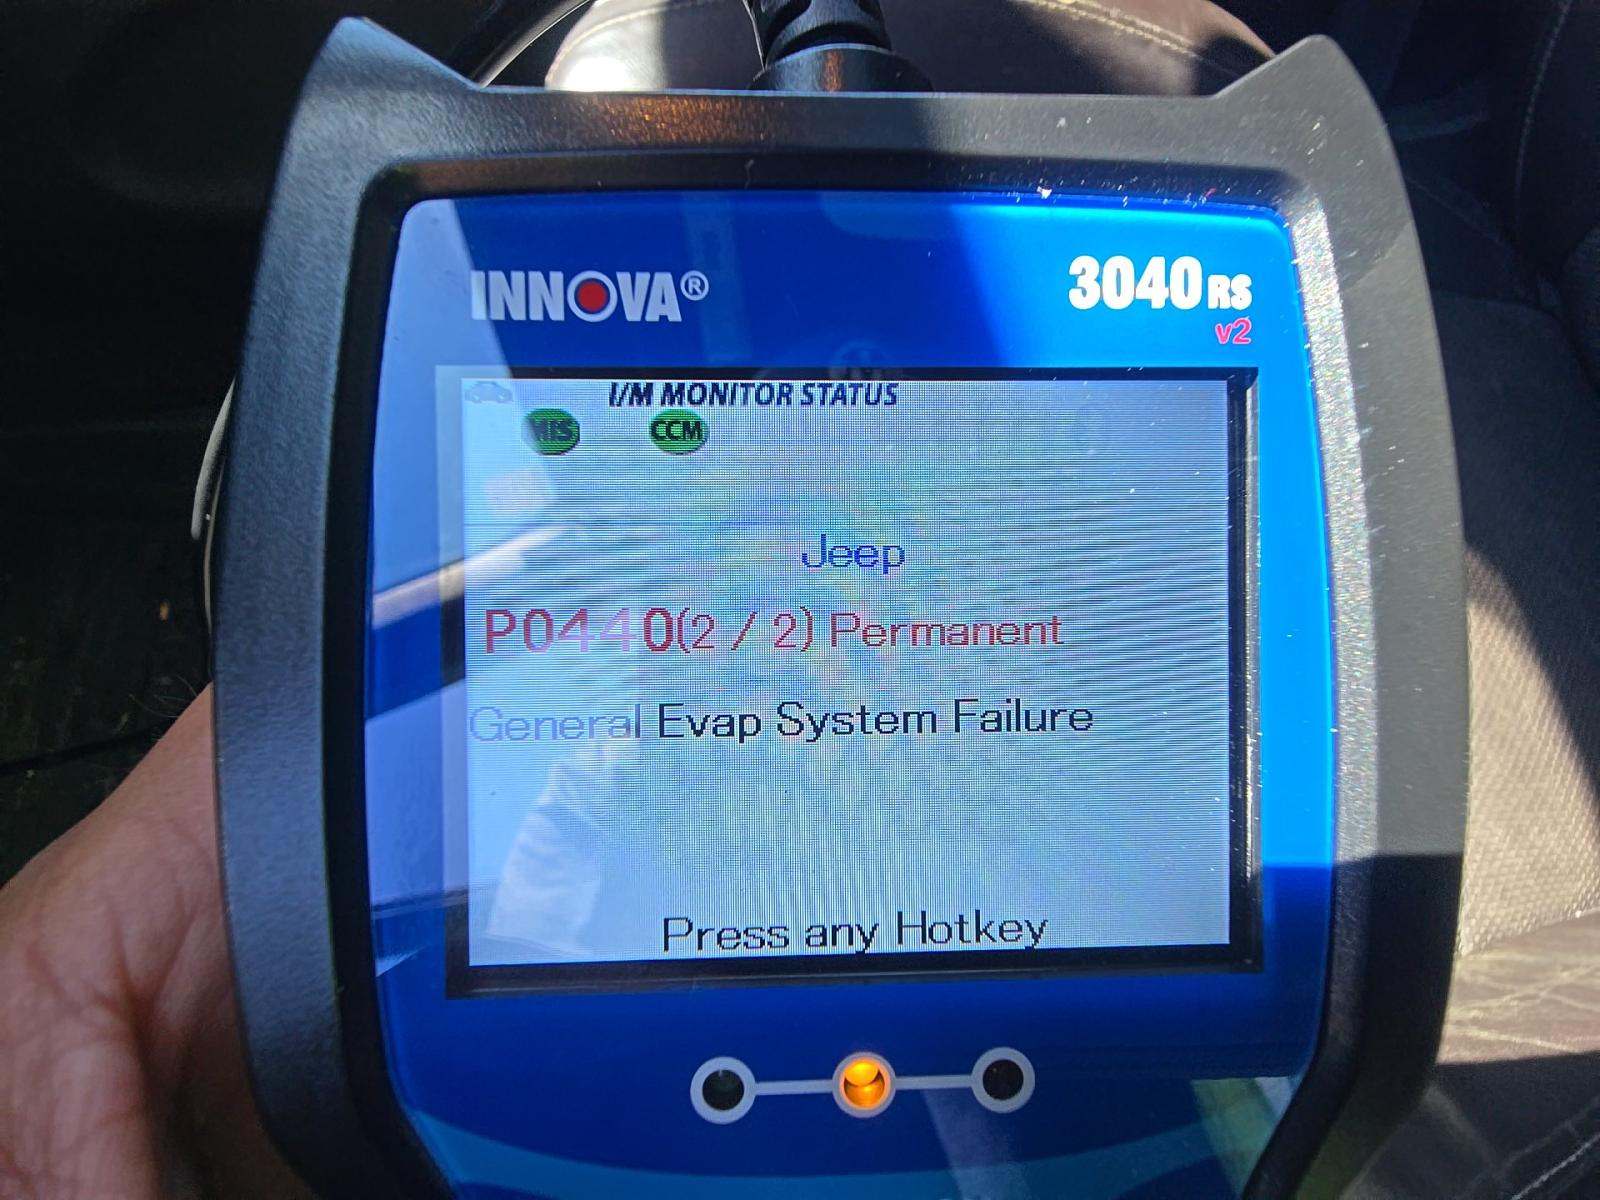 INNOVA®
3040RS
v2
I/M MONITOR STATUS
MIS CCM
Jeep
P0440(2 / 2) Permanent
General Evap System Failure
Press any Hotkey